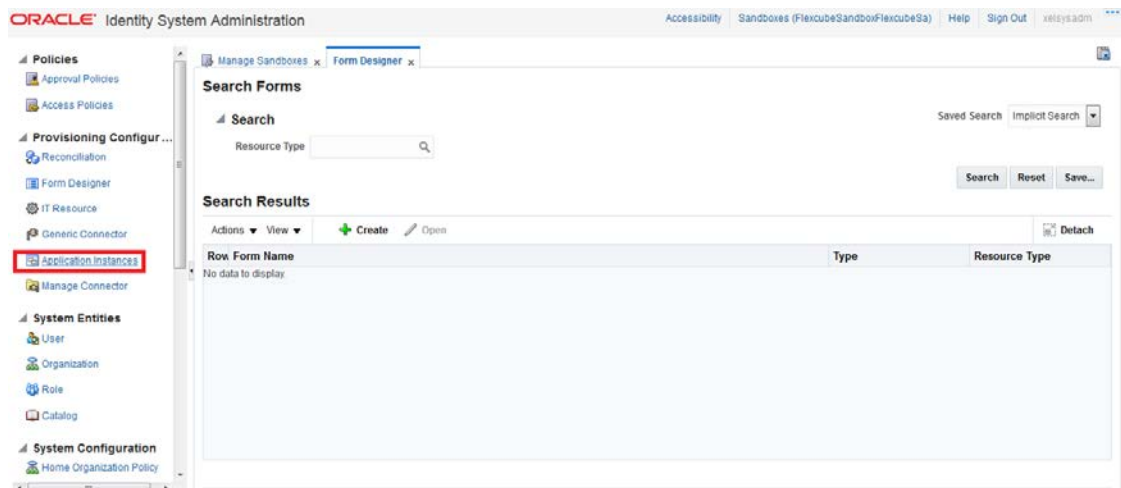 ORACLE Identity System Administration
Accessibility Sandboxes (FlexcubeSandboxFlexcubeSa) Help Sign Out xelsysadm
Policies
Approval Policies
Access Policies
Provisioning Configur...
Reconciliation
Form Designer
IT Resource
Generic Connector
Application Instances
Manage Connector
System Entities
User
Organization
Role
Catalog
System Configuration
Home Organization Policy
Manage Sandboxes x Form Designer x
Search Forms
Search
Saved Search Implicit Search
Resource Type
Search Reset Save...
Search Results
Actions View Create Open Detach
Row Form Name Type Resource Type
No data to display.